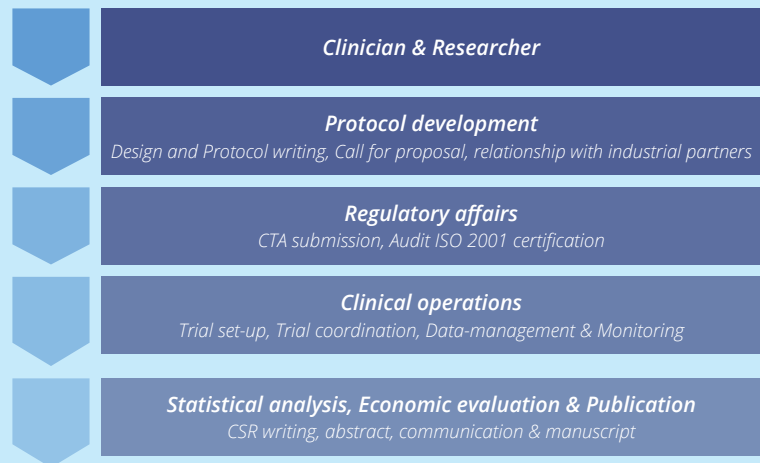 Clinician & Researcher
Protocol development
Design and Protocol writing, Call for proposal, relationship with industrial partners
Regulatory affairs
CTA submission, Audit ISO 2001 certification
Clinical operations
Trial set-up, Trial coordination, Data-management & Monitoring
Statistical analysis, Economic evaluation & Publication
CSR writing, abstract, communication & manuscript